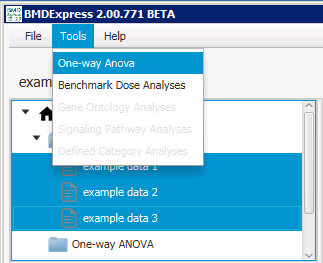 BMDExpress 2.00.771 BETA
File Tools Help
One-way Anova
Benchmark Dose Analyses
Gene Ontology Analyses
Signaling Pathway Analyses
Defined Category Analyses
exam
example data 1
example data 2
example data 3
One-way ANOVA